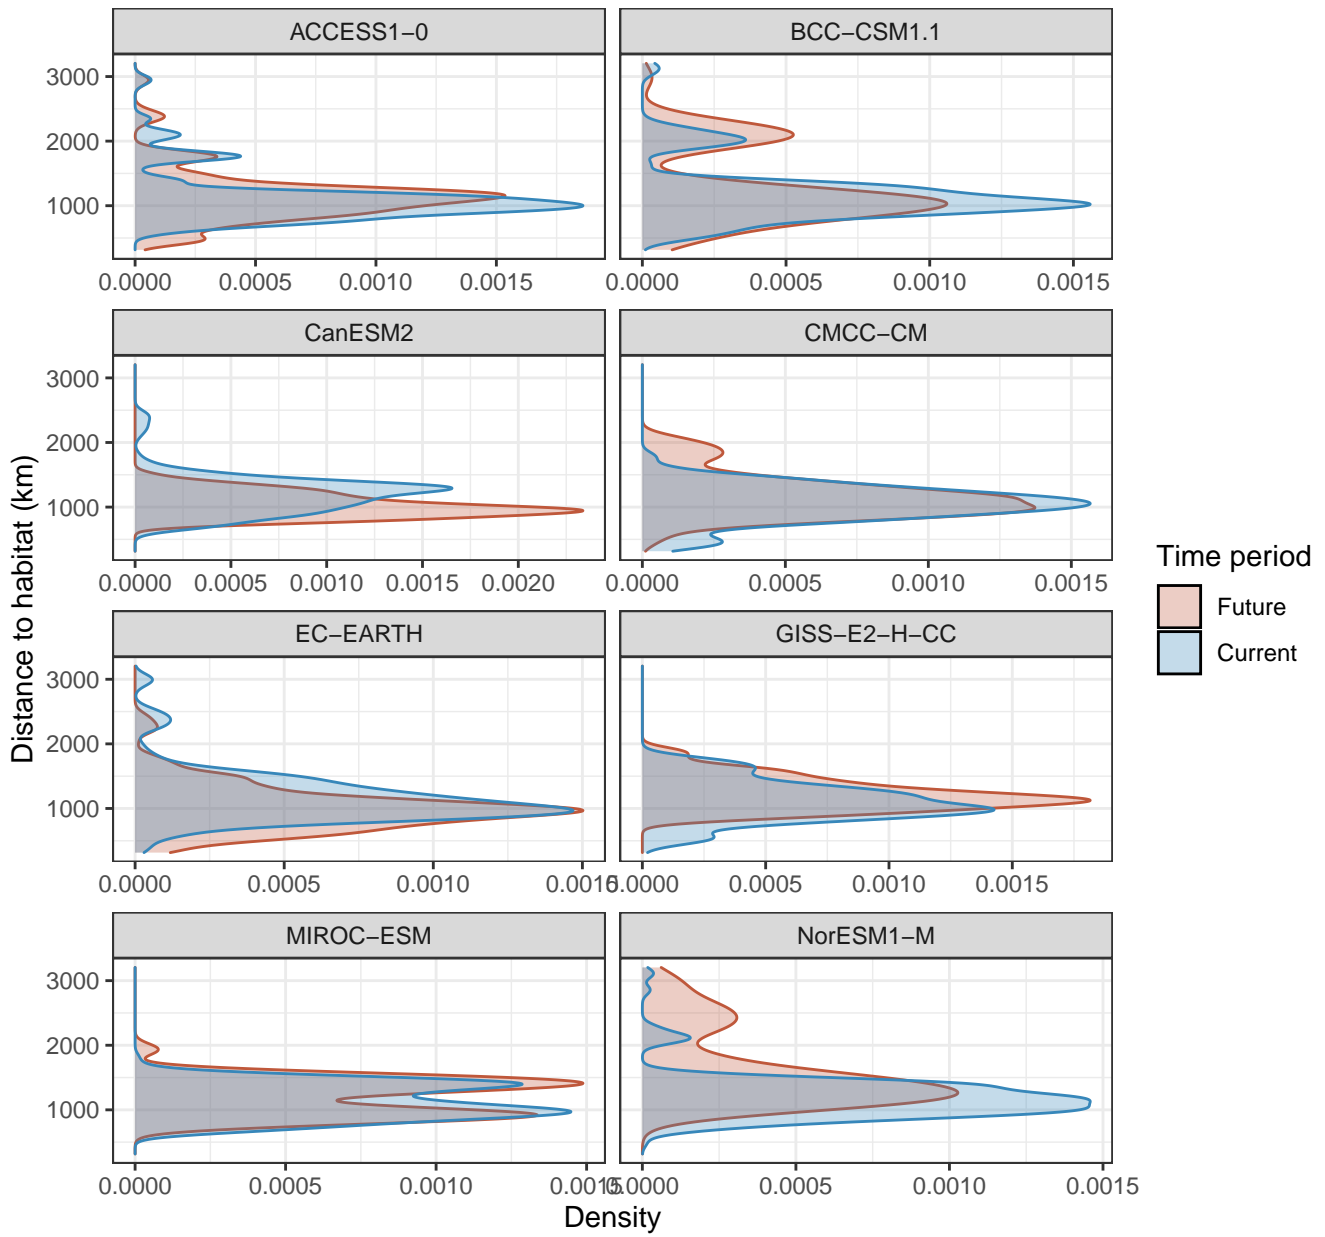 ACCESS1−0
BCC−CSM1.1
3000
2000
1000
0.0000 0.0005 0.0010 0.0015
0.0000 0.0005 0.0010 0.0015
CanESM2
CMCC−CM
3000
2000
1000
0.0000 0.0005 0.0010 0.0015 0.0020
0.0000 0.0005 0.0010 0.0015
EC−EARTH
GISS−E2−H−CC
3000
2000
1000
0.0000 0.0005 0.0010 0.0015
0.0000 0.0005 0.0010 0.0015
MIROC−ESM
NorESM1−M
3000
2000
1000
0.0000 0.0005 0.0010 0.0015
0.0000 0.0005 0.0010 0.0015
Density
Distance to habitat (km)
Time period
Future
Current